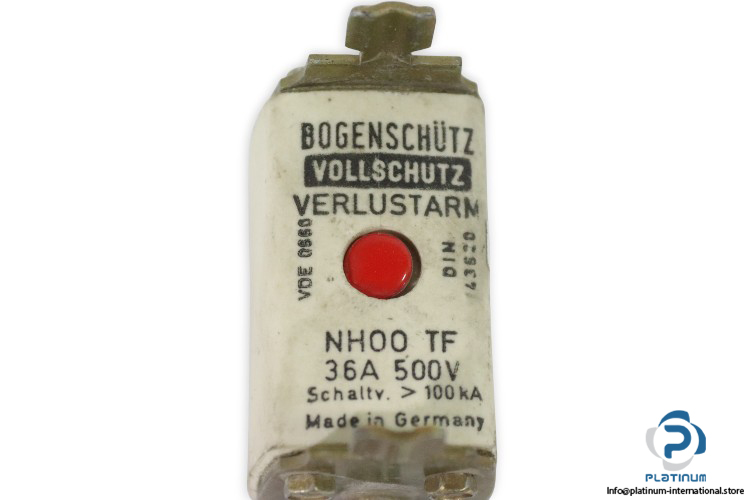 BOGENSCHÜTZ
VOLLSCHUTZ
VERLUSTARM
VDE 0660
DIN
43620
NH00 TF
36A 500V
Schaltv. > 100 kA
Made in Germany
PLATINUM
Info@platinum-international.store